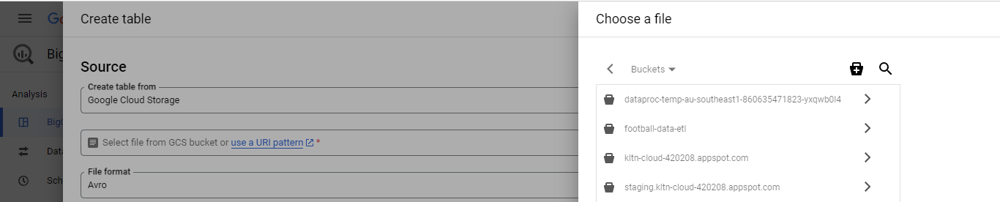 Create table
Choose a file
Big
Source
Buckets
Create table from
Google Cloud Storage
dataproc-temp-au-southeast1-860635471823-yxqwb0l4
Analysis
football-data-etl
Select file from GCS bucket or use a URI pattern *
kltn-cloud-420208.appspot.com
File format
Avro
staging.kltn-cloud-420208.appspot.com
Big
Data
Sch